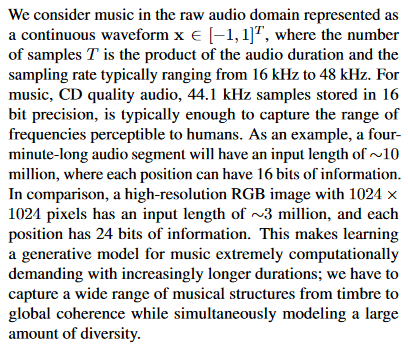 We consider music in the raw audio domain represented as
a continuous waveform x ∈ [−1, 1]^T, where the number
of samples T is the product of the audio duration and the
sampling rate typically ranging from 16 kHz to 48 kHz. For
music, CD quality audio, 44.1 kHz samples stored in 16
bit precision, is typically enough to capture the range of
frequencies perceptible to humans. As an example, a four-
minute-long audio segment will have an input length of ∼10
million, where each position can have 16 bits of information.
In comparison, a high-resolution RGB image with 1024 ×
1024 pixels has an input length of ∼3 million, and each
position has 24 bits of information. This makes learning
a generative model for music extremely computationally
demanding with increasingly longer durations; we have to
capture a wide range of musical structures from timbre to
global coherence while simultaneously modeling a large
amount of diversity.